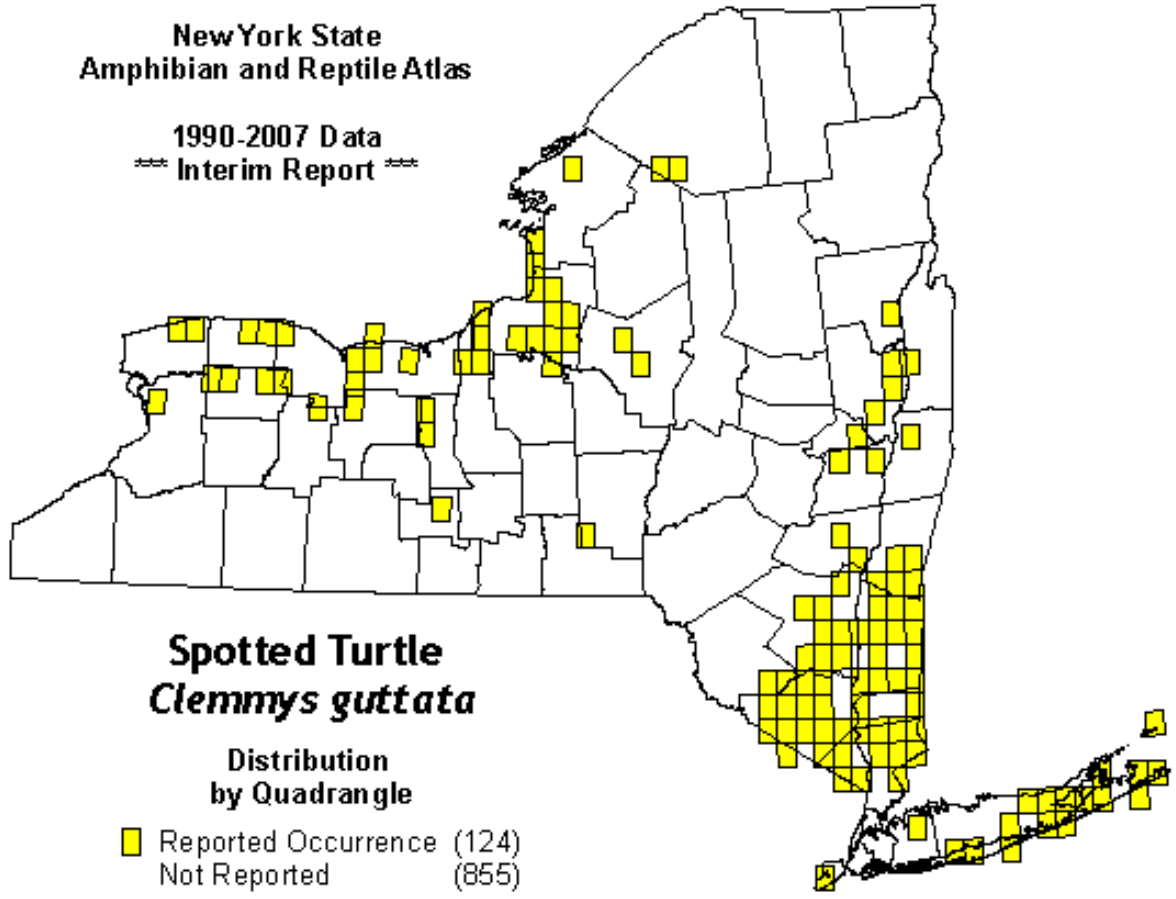 New York State
Amphibian and Reptile Atlas
1990-2007 Data
*** Interim Report ***
Spotted Turtle
Clemmys guttata
Distribution
by Quadrangle
Reported Occurrence (124)
Not Reported (855)